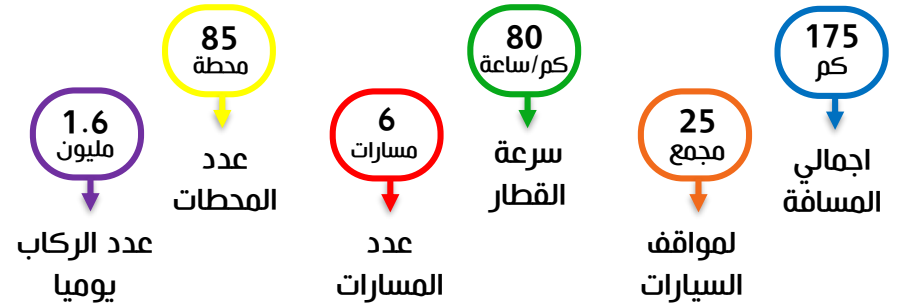 175
كم
اجمالي
المسافة
25
مجمع
لمواقف
السيارات
80
كم/ساعة
سرعة
القطار
6
مسارات
عدد
المسارات
85
محطة
عدد
المحطات
1.6
مليون
عدد الركاب
يوميا